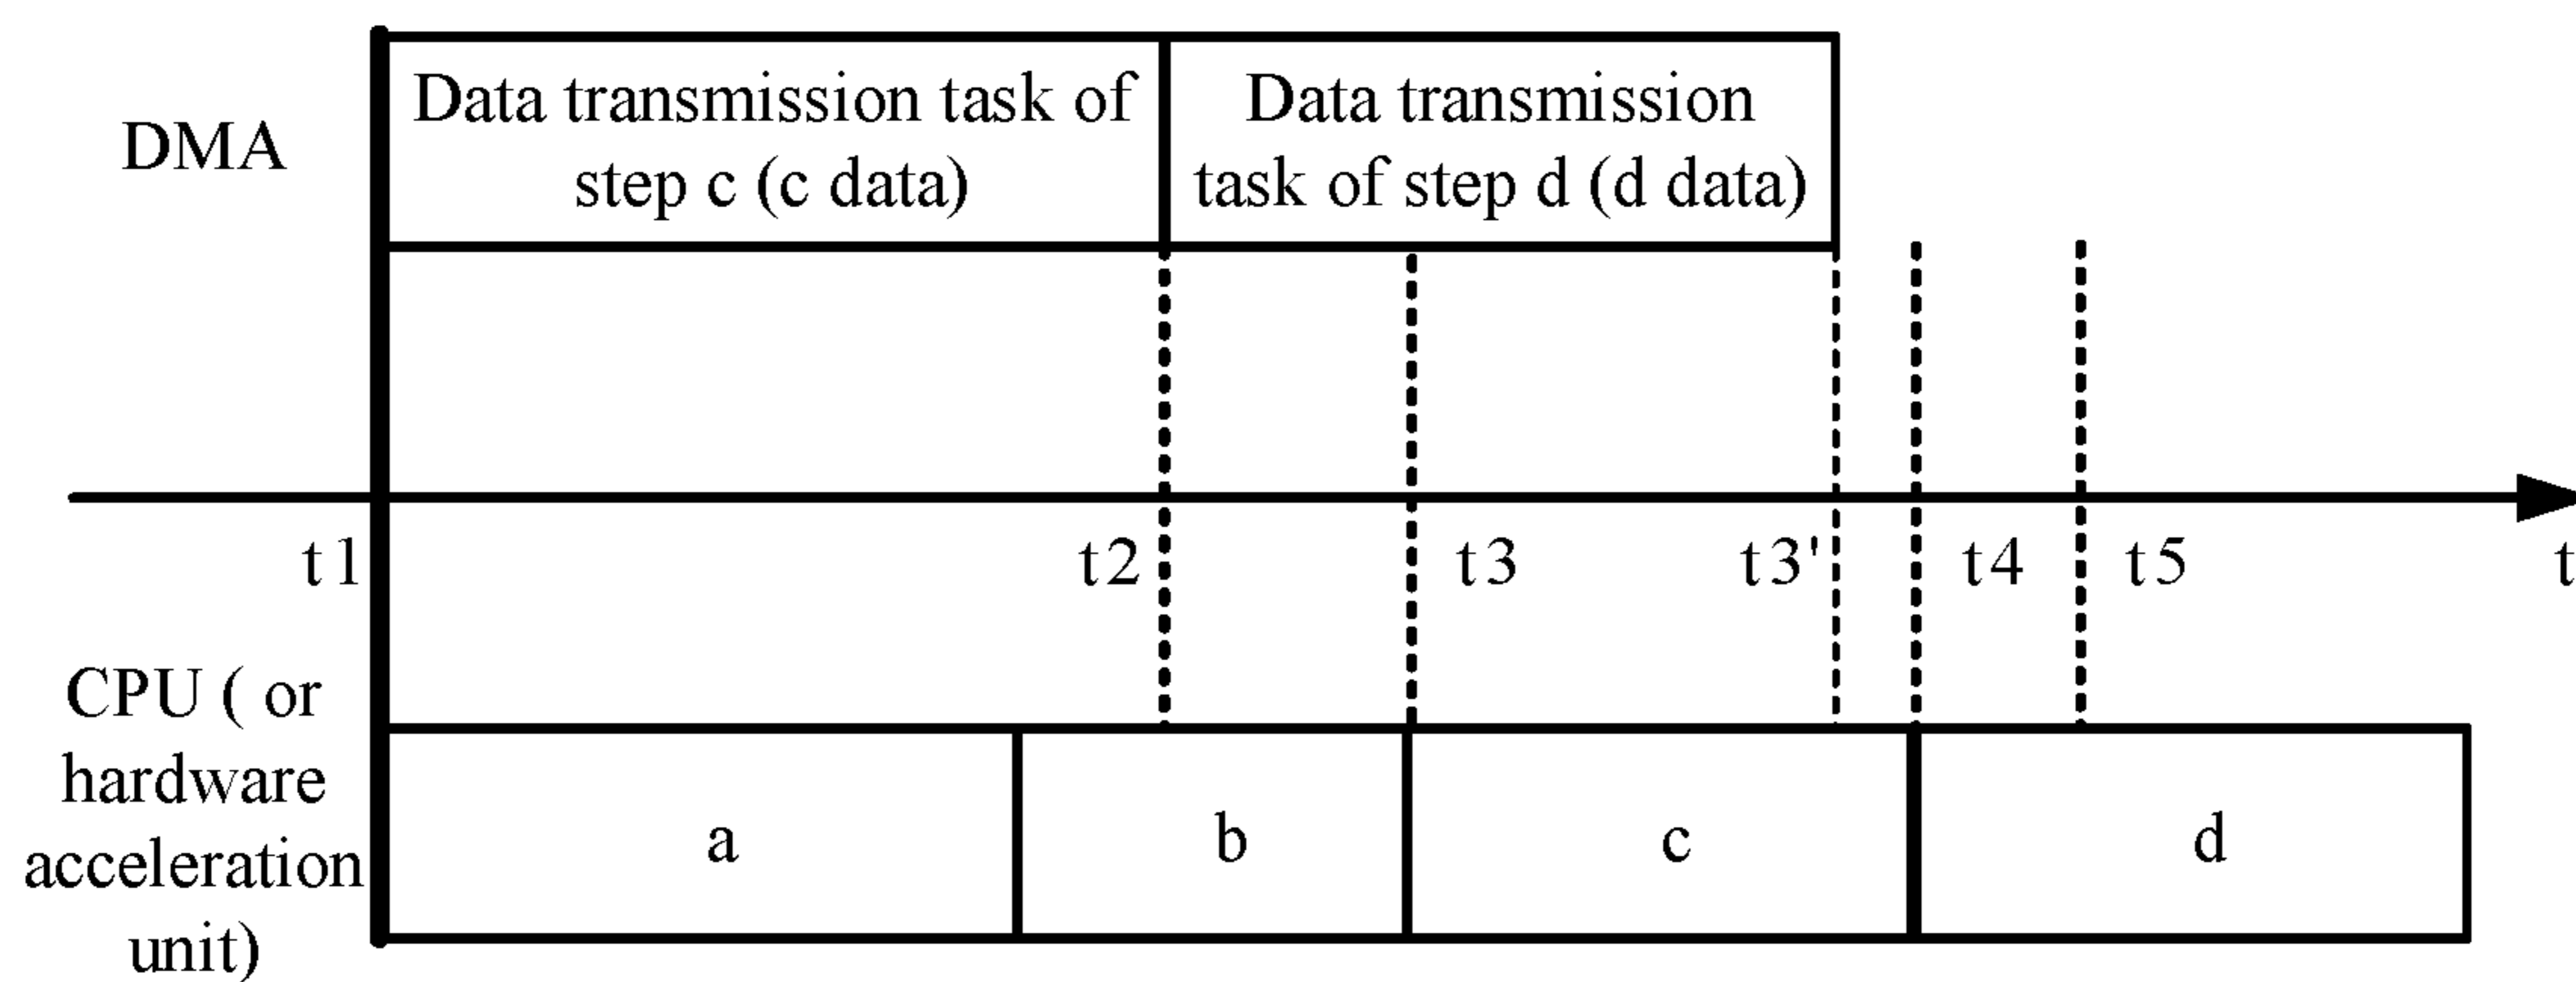 DMA
Data transmission task of
step c (c data)
Data transmission
task of step d (d data)
t1
t2
t3
t3'
t4
t5
t
CPU ( or
hardware
acceleration
unit)
a
b
c
d